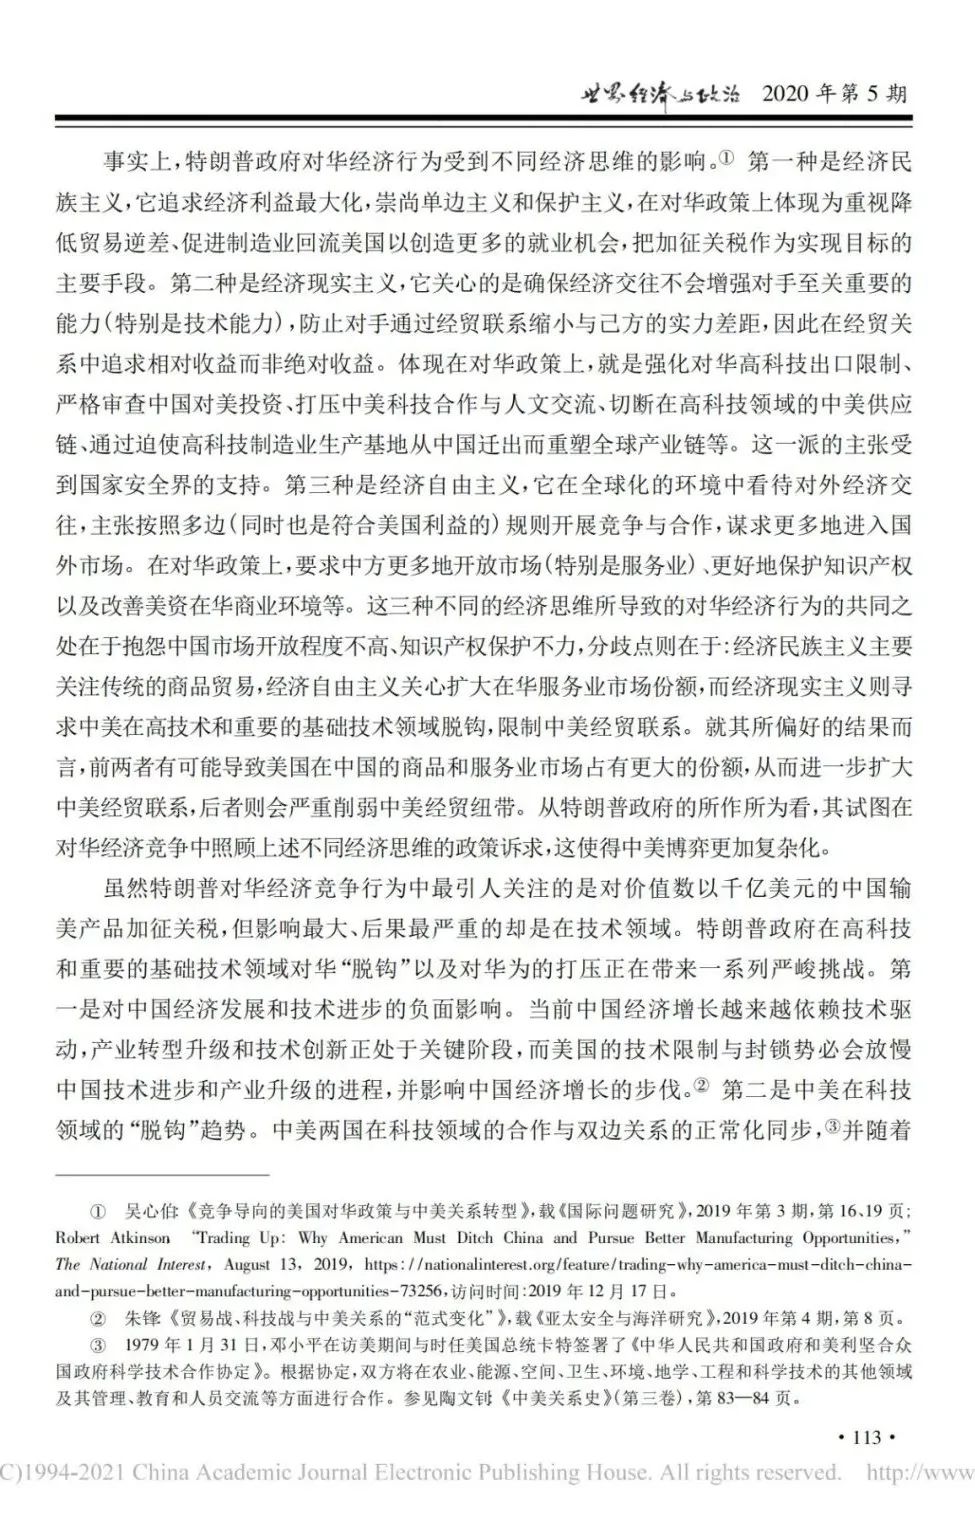 世界经济与政治 2020 年第 5 期
事实上,特朗普政府对华经济行为受到不同经济思维的影响。① 第一种是经济民
族主义,它追求经济利益最大化,崇尚单边主义和保护主义,在对华政策上体现为重视降
低贸易逆差、促进制造业回流美国以创造更多的就业机会,把加征关税作为实现目标的
主要手段。第二种是经济现实主义,它关心的是确保经济交往不会增强对手至关重要的
能力(特别是技术能力),防止对手通过经贸联系缩小与己方的实力差距,因此在经贸关
系中追求相对收益而非绝对收益。体现在对华政策上,就是强化对华高科技出口限制、
严格审查中国对美投资、打压中美科技合作与人文交流、切断在高科技领域的中美供应
链、通过迫使高科技制造业生产基地从中国迁出而重塑全球产业链等。这一派的主张受
到国家安全界的支持。第三种是经济自由主义,它在全球化的环境中看待对外经济交
往,主张按照多边(同时也是符合美国利益的)规则开展竞争与合作,谋求更多地进入国
外市场。在对华政策上,要求中方更多地开放市场(特别是服务业)、更好地保护知识产权
以及改善美资在华商业环境等。这三种不同的经济思维所导致的对华经济行为的共同之
处在于抱怨中国市场开放程度不高、知识产权保护不力,分歧点则在于:经济民族主义主要
关注传统的商品贸易,经济自由主义关心扩大在华服务业市场份额,而经济现实主义则寻
求中美在高技术和重要的基础技术领域脱钩,限制中美经贸联系。就其所偏好的结果而
言,前两者有可能导致美国在中国的商品和服务业市场占有更大的份额,从而进一步扩大
中美经贸联系,后者则会严重削弱中美经贸纽带。从特朗普政府的所作所为看,其试图在
对华经济竞争中照顾上述不同经济思维的政策诉求,这使得中美博弈更加复杂化。
虽然特朗普对华经济竞争行为中最引人关注的是对价值数以千亿美元的中国输
美产品加征关税,但影响最大、后果最严重的却是在技术领域。特朗普政府在高科技
和重要的基础技术领域对华“脱钩”以及对华为的打压正在带来一系列严峻挑战。第
一是对中国经济发展和技术进步的负面影响。当前中国经济增长越来越依赖技术驱
动,产业转型升级和技术创新正处于关键阶段,而美国的技术限制与封锁势必会放慢
中国技术进步和产业升级的进程,并影响中国经济增长的步伐。② 第二是中美在科技
领域的“脱钩”趋势。中美两国在科技领域的合作与双边关系的正常化同步,③并随着
① 吴心伯:《竞争导向的美国对华政策与中美关系转型》,载《国际问题研究》,2019 年第 3 期,第 16、19 页;
Robert Atkinson, “Trading Up: Why American Must Ditch China and Pursue Better Manufacturing Opportunities,”
The National Interest, August 13, 2019, https://nationalinterest.org/feature/trading-why-america-must-ditch-china-
and-pursue-better-manufacturing-opportunities-73256,访问时间:2019 年 12 月 17 日。
② 朱锋:《贸易战、科技战与中美关系的“范式变化”》,载《亚太安全与海洋研究》,2019 年第 4 期,第 8 页。
③ 1979 年 1 月 31 日,邓小平在访美期间与时任美国总统卡特签署了《中华人民共和国政府和美利坚合众
国政府科学技术合作协定》。根据协定,双方将在农业、能源、空间、卫生、环境、地学、工程和科学技术的其他领域
及其管理、教育和人员交流等方面进行合作。参见陶文钊:《中美关系史》(第三卷),第 83—84 页。
· 113 ·
C)1994-2021 China Academic Journal Electronic Publishing House. All rights reserved. http://www